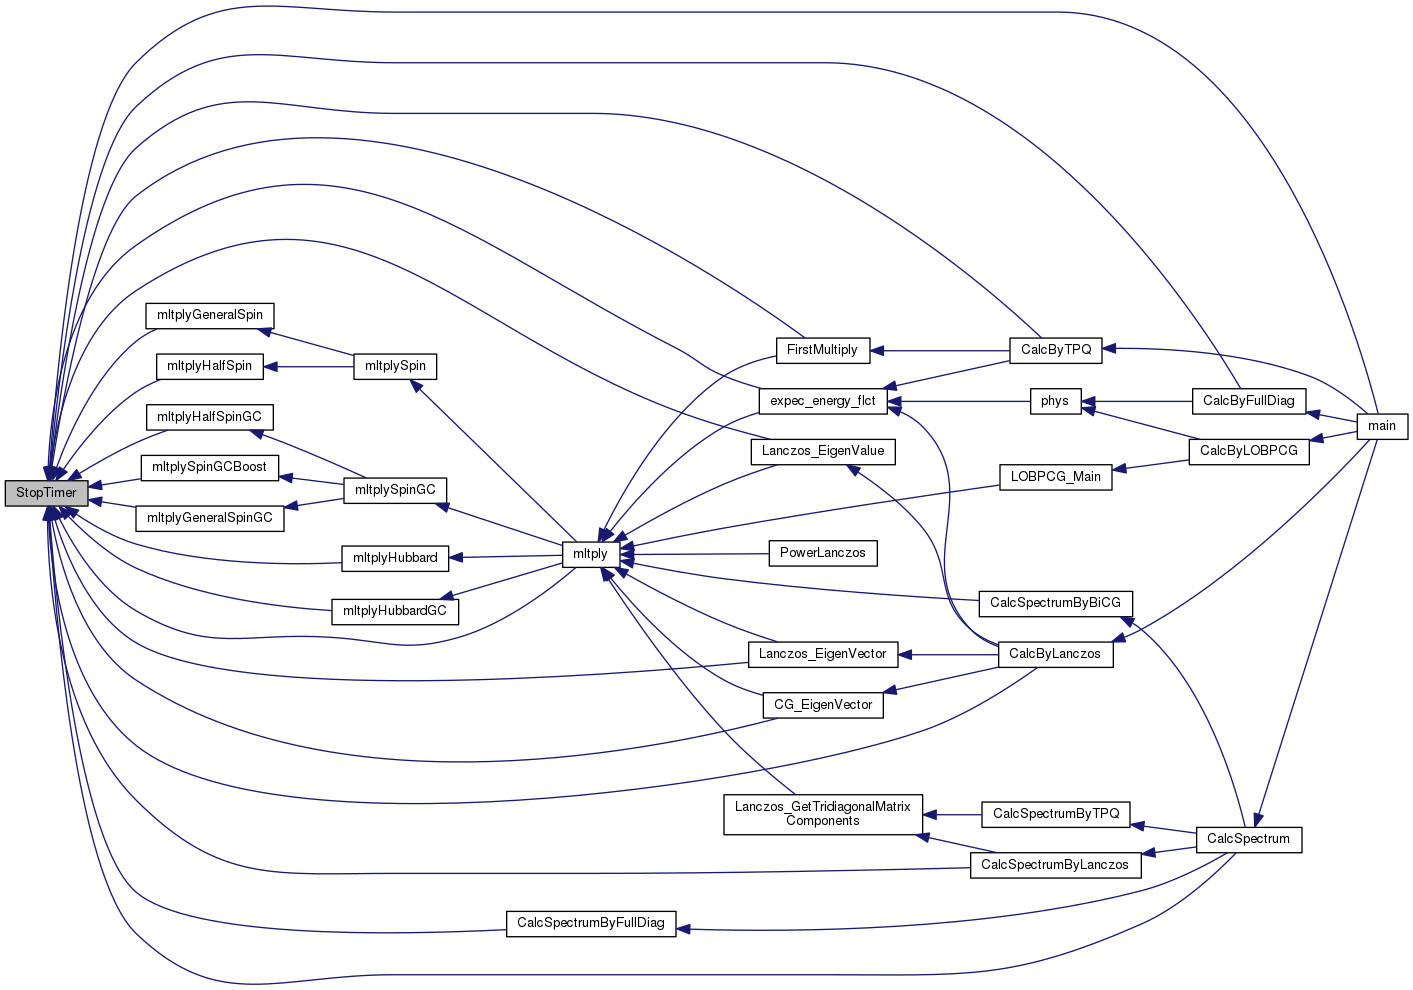 StopTimer
mltplyGeneralSpin
mltplyHalfSpin
mltplyHalfSpinGC
mltplySpinGCBoost
mltplyGeneralSpinGC
mltplySpin
mltplySpinGC
mltplyHubbard
mltplyHubbardGC
mltply
FirstMultiply
expec_energy_flct
Lanczos_EigenValue
PowerLanczos
Lanczos_EigenVector
CG_EigenVector
Lanczos_GetTridiagonalMatrix
Components
CalcSpectrumByFullDiag
CalcByTPQ
phys
LOBPCG_Main
CalcSpectrumByBiCG
CalcByLanczos
CalcSpectrumByTPQ
CalcSpectrumByLanczos
CalcByFullDiag
CalcByLOBPCG
CalcSpectrum
main